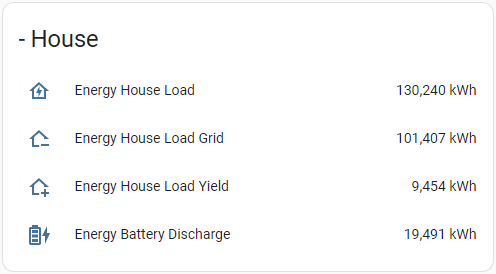 - House
Energy House Load 130,240 kWh
Energy House Load Grid 101,407 kWh
Energy House Load Yield 9,454 kWh
Energy Battery Discharge 19,491 kWh